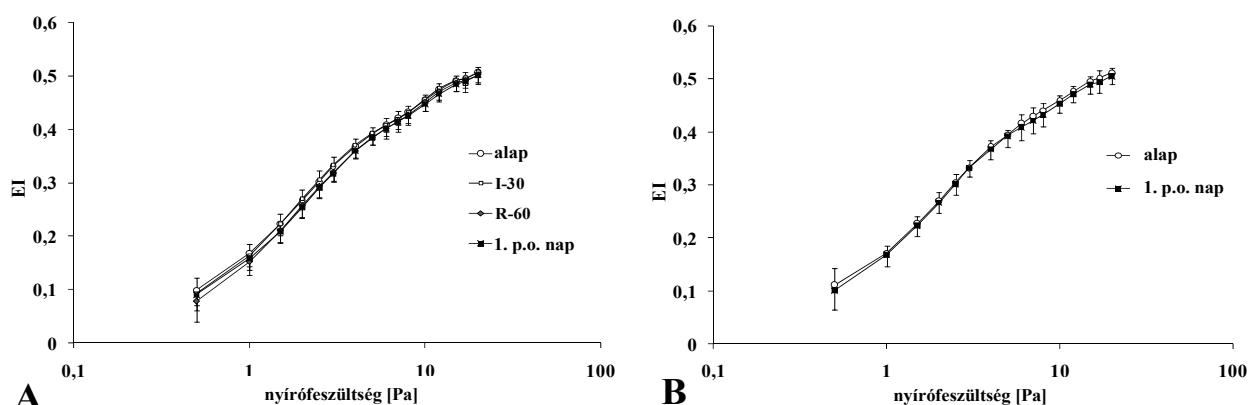 0,6
0,5
0,4
0,3
0,2
0,1
0
EI
0,1
1
10
100
nyírófeszültség [Pa]
alap
I-30
R-60
1. p.o. nap
A
0,6
0,5
0,4
0,3
0,2
0,1
0
EI
0,1
1
10
100
nyírófeszültség [Pa]
alap
1. p.o. nap
B